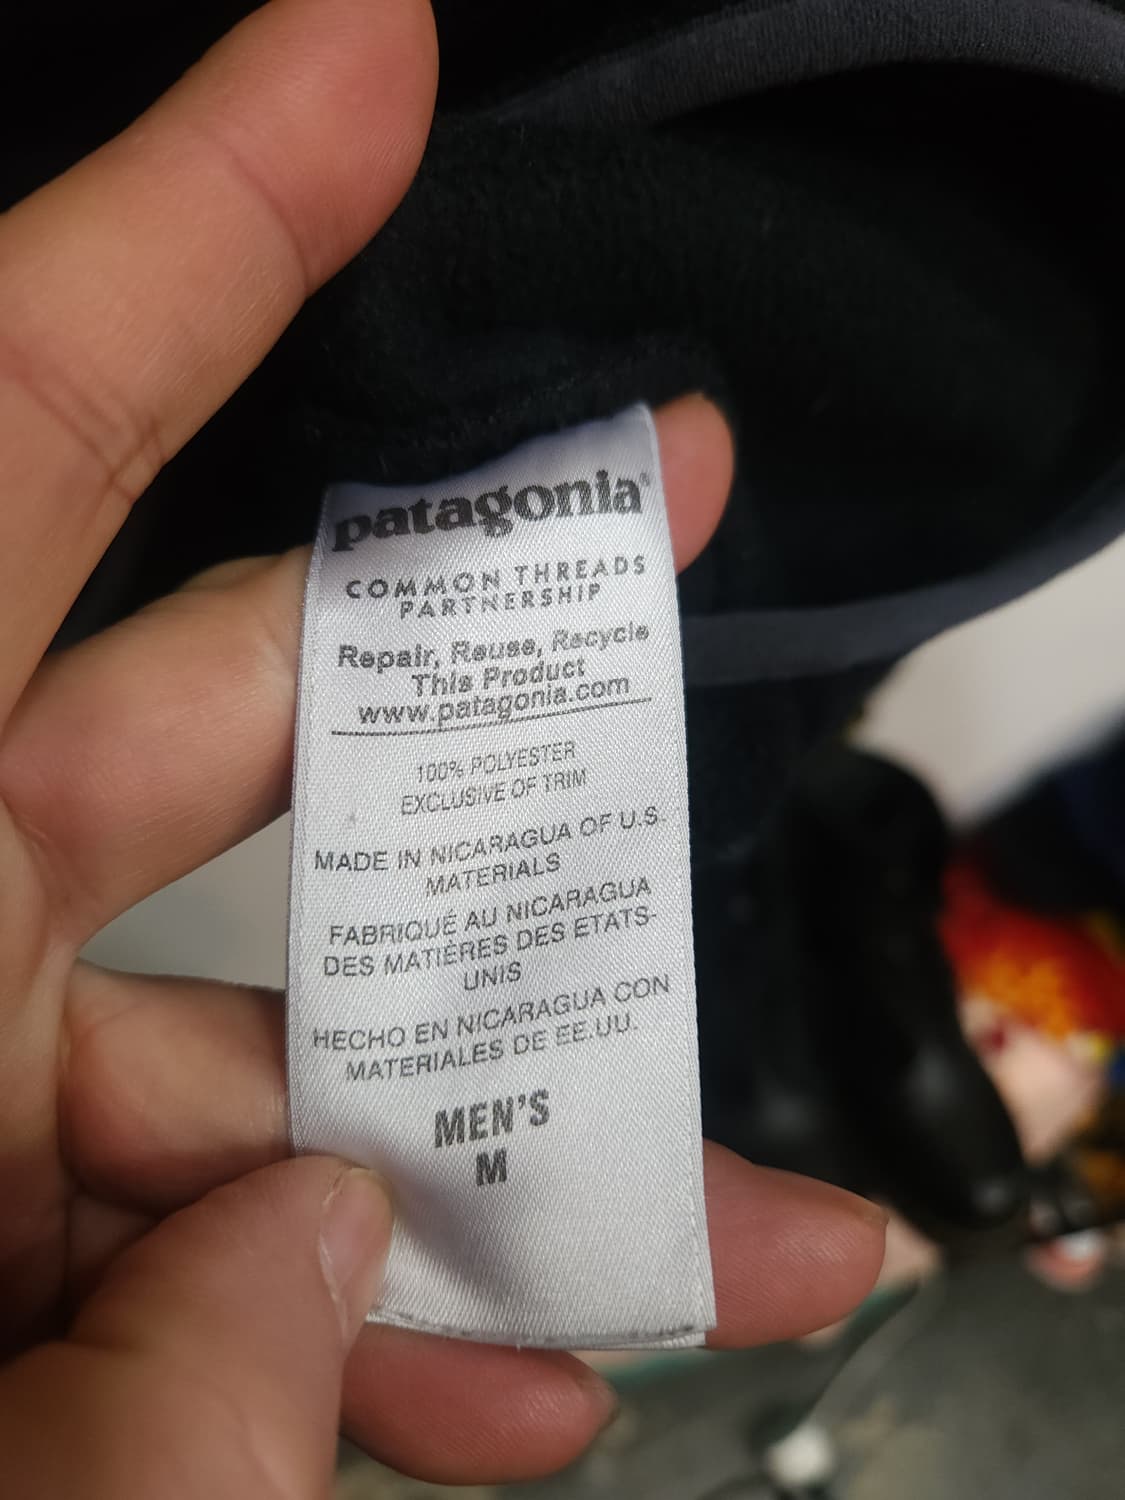 patagonia®
COMMON THREADS
PARTNERSHIP
Repair, Reuse, Recycle
This Product
www.patagonia.com
100% POLYESTER
EXCLUSIVE OF TRIM
MADE IN NICARAGUA OF U.S.
MATERIALS
FABRIQUÉ AU NICARAGUA
DES MATIÈRES DES ETATS-
UNIS
HECHO EN NICARAGUA CON
MATERIALES DE EE.UU.
MEN'S
M